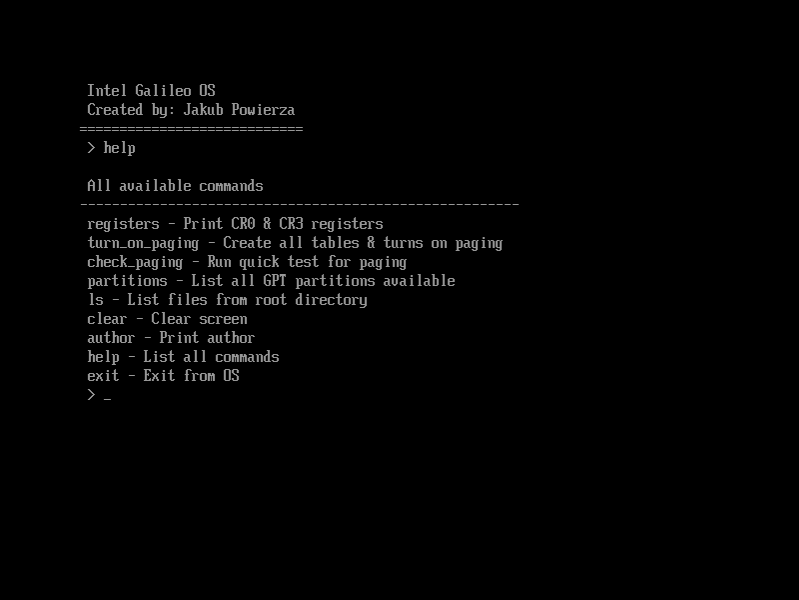 Intel Galileo OS
Created by: Jakub Powierza
============================
> help
All available commands
-------------------------------------------------------
registers - Print CR0 & CR3 registers
turn_on_paging - Create all tables & turns on paging
check_paging - Run quick test for paging
partitions - List all GPT partitions available
ls - List files from root directory
clear - Clear screen
author - Print author
help - List all commands
exit - Exit from OS
> _